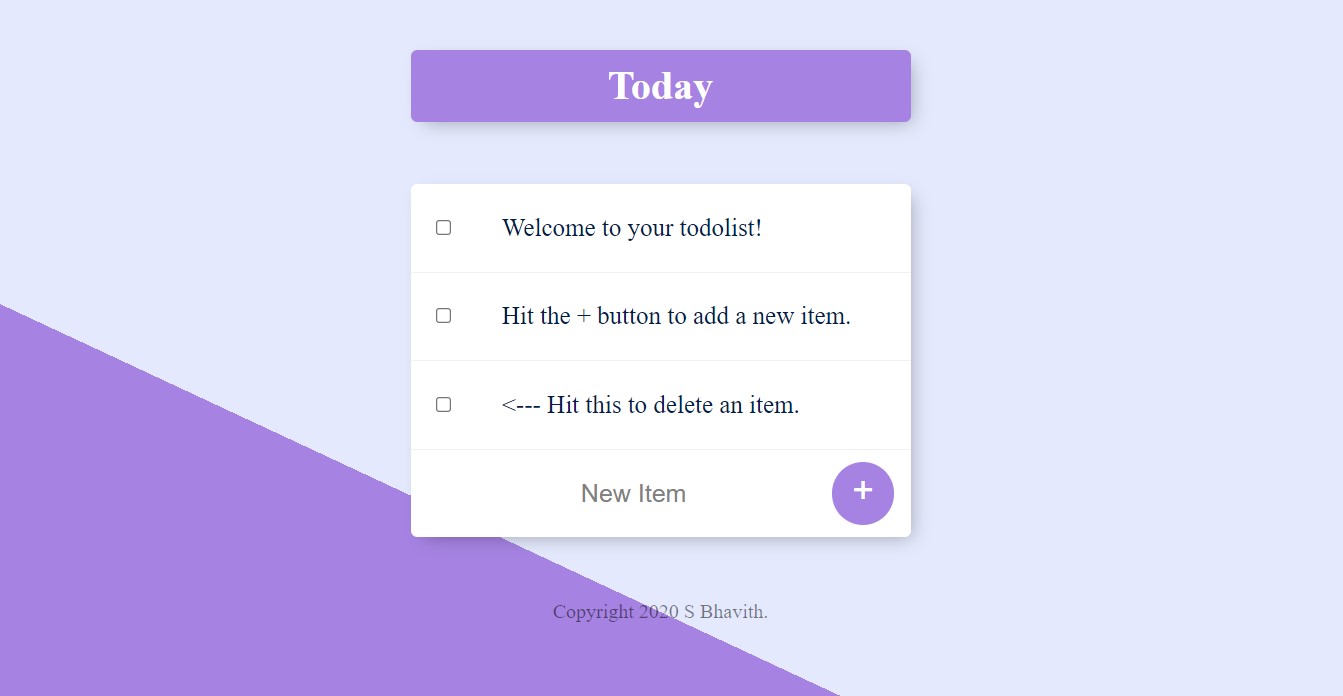 Today
Welcome to your todolist!
Hit the + button to add a new item.
<--- Hit this to delete an item.
New Item
+
Copyright 2020 S Bhavith.